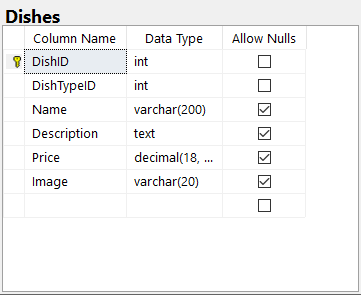 Dishes
Column Name Data Type Allow Nulls
DishID int
DishTypeID int
Name varchar(200)
Description text
Price decimal(18, ...
Image varchar(20)